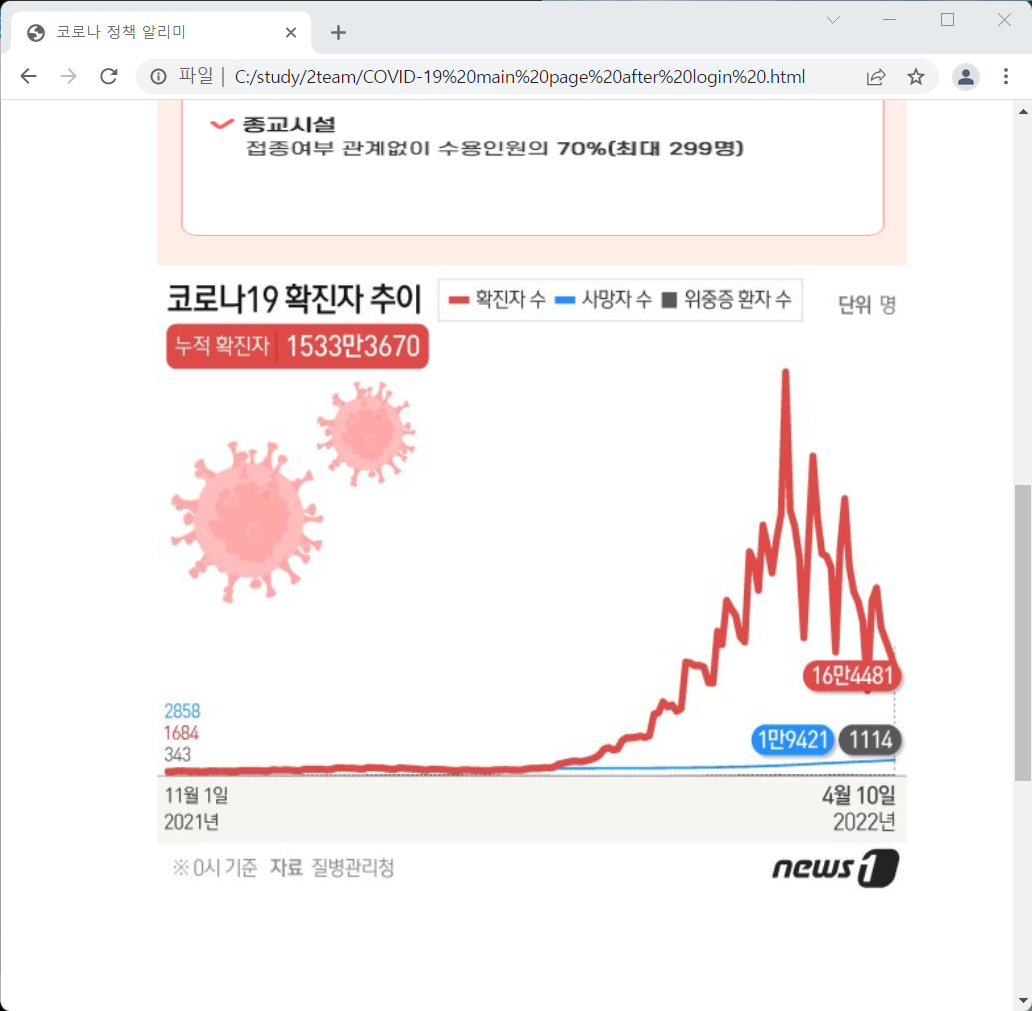 코로나 정책 알리미
파일 | C:/study/2team/COVID-19%20main%20page%20after%20login%20.html
종교시설
접종여부 관계없이 수용인원의 70%(최대 299명)
코로나19 확진자 추이
확진자 수 사망자 수 위중증 환자 수
단위 명
누적 확진자 1533만3670
16만4481
2858
1684
343
1만9421 1114
11월 1일
2021년
4월 10일
2022년
※ 0시 기준 자료 질병관리청
news1